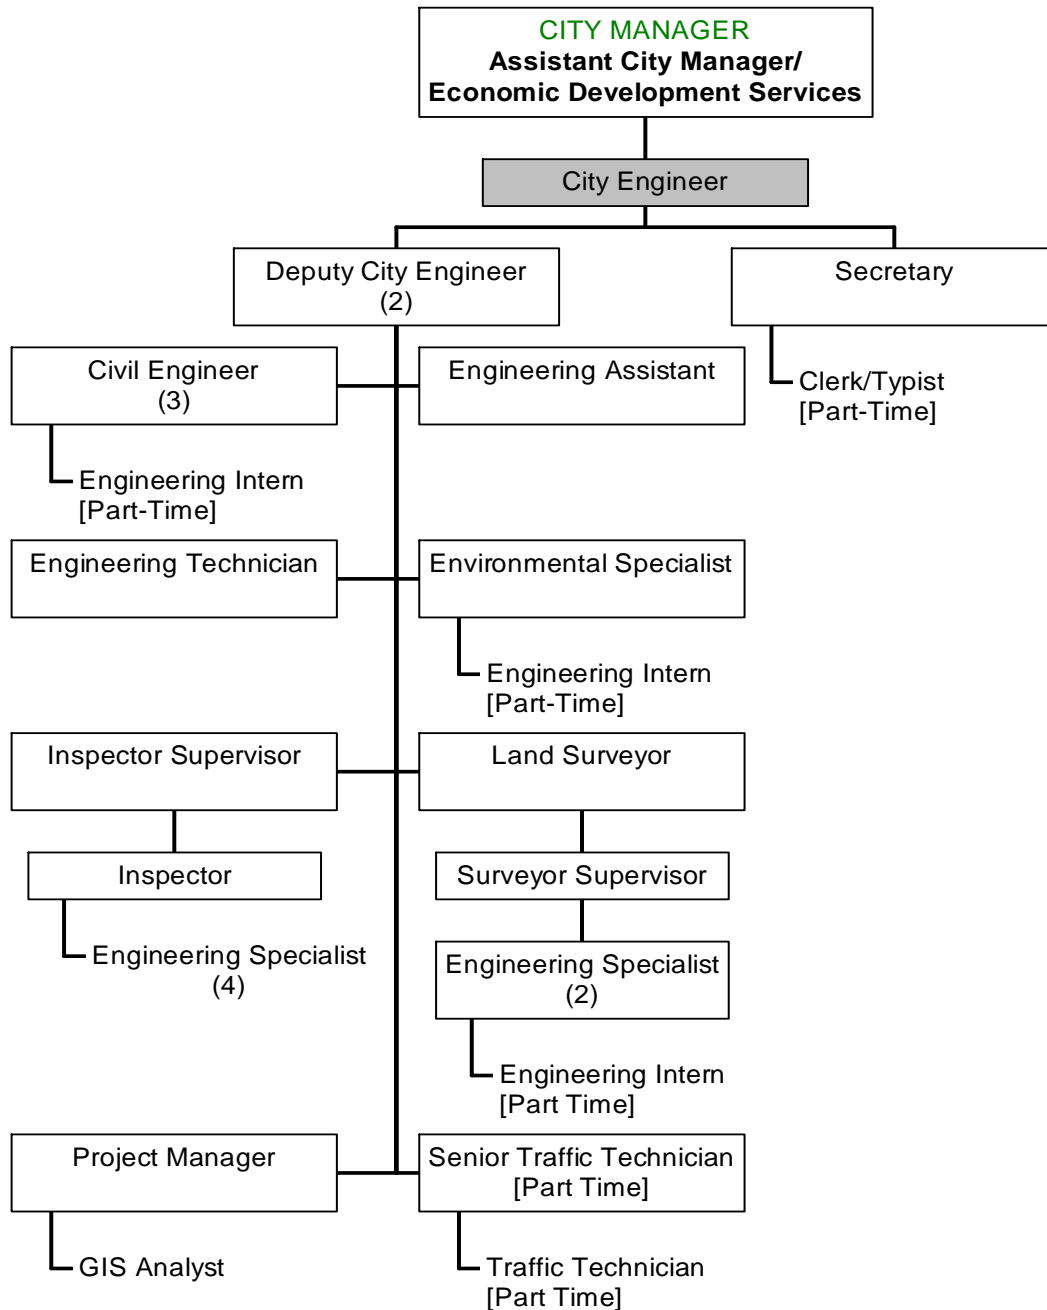 CITY MANAGER
Assistant City Manager/
Economic Development Services
City Engineer
Deputy City Engineer
(2)
Secretary
Civil Engineer
(3)
Engineering Assistant
Clerk/Typist
[Part-Time]
Engineering Intern
[Part-Time]
Engineering Technician
Environmental Specialist
Engineering Intern
[Part-Time]
Inspector Supervisor
Land Surveyor
Inspector
Surveyor Supervisor
Engineering Specialist
(4)
Engineering Specialist
(2)
Engineering Intern
[Part Time]
Project Manager
Senior Traffic Technician
[Part Time]
GIS Analyst
Traffic Technician
[Part Time]